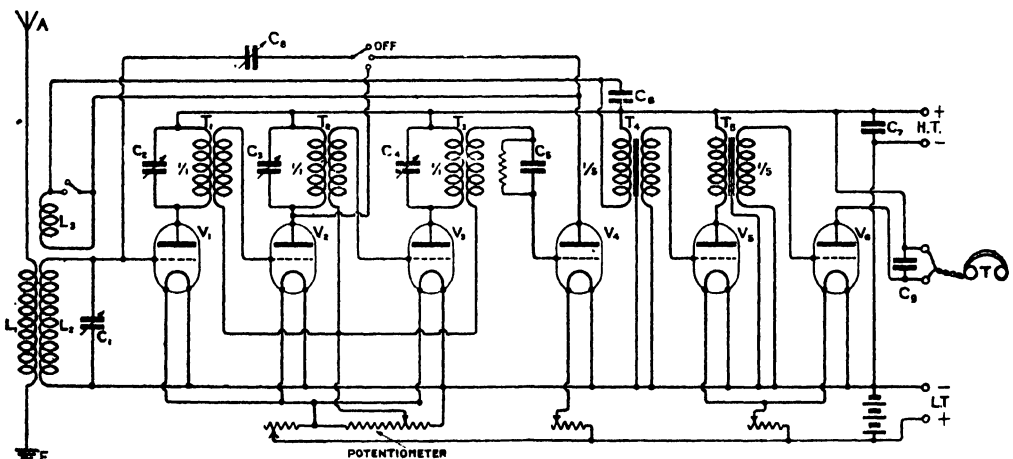 A
C8
OFF
C6
+
H.T.
-
C7
T1
T2
T3
T4
T5
C2
1/1
C3
1/1
C4
1/1
C5
1/5
1/5
L3
V1
V2
V3
V4
V5
V6
C9
T
L1
L2
C1
-
L.T
+
POTENTIOMETER
E